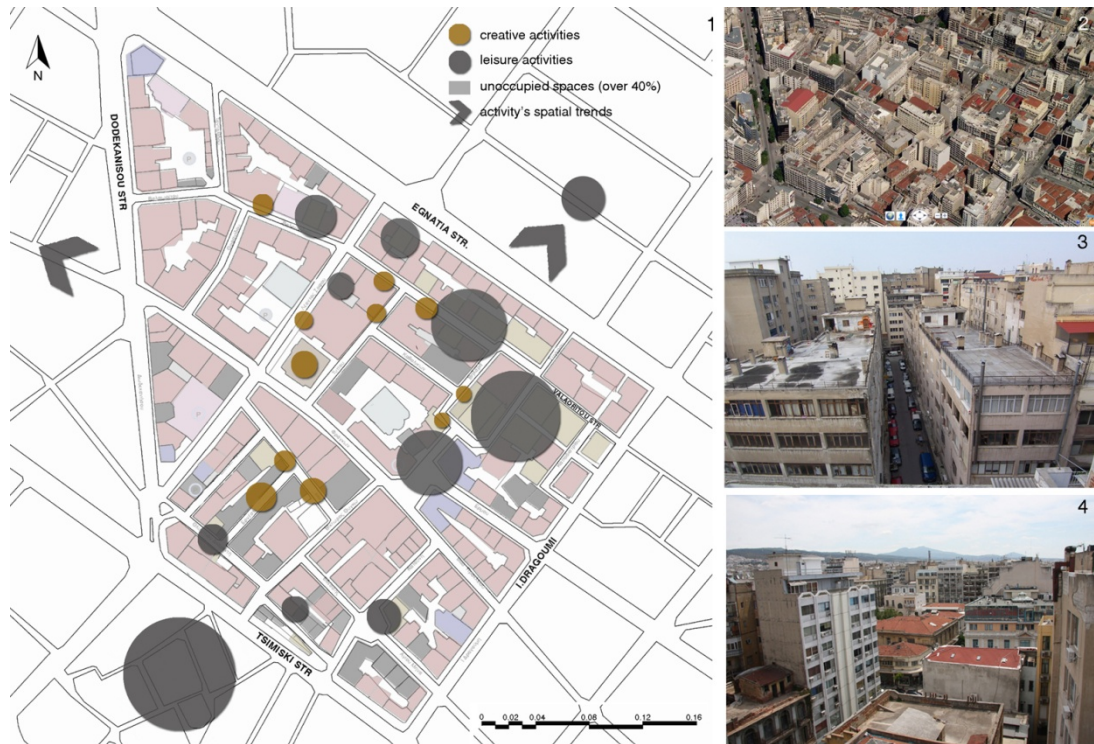 1
creative activities
leisure activities
unoccupied spaces (over 40%)
activity's spatial trends
N
DODEKANISOU STR
EGNATIA STR.
VALAORITOU STR.
I.DRAGOUMI
TSIMISKI STR
0 0.02 0.04 0.08 0.12 0.16
2
3
4